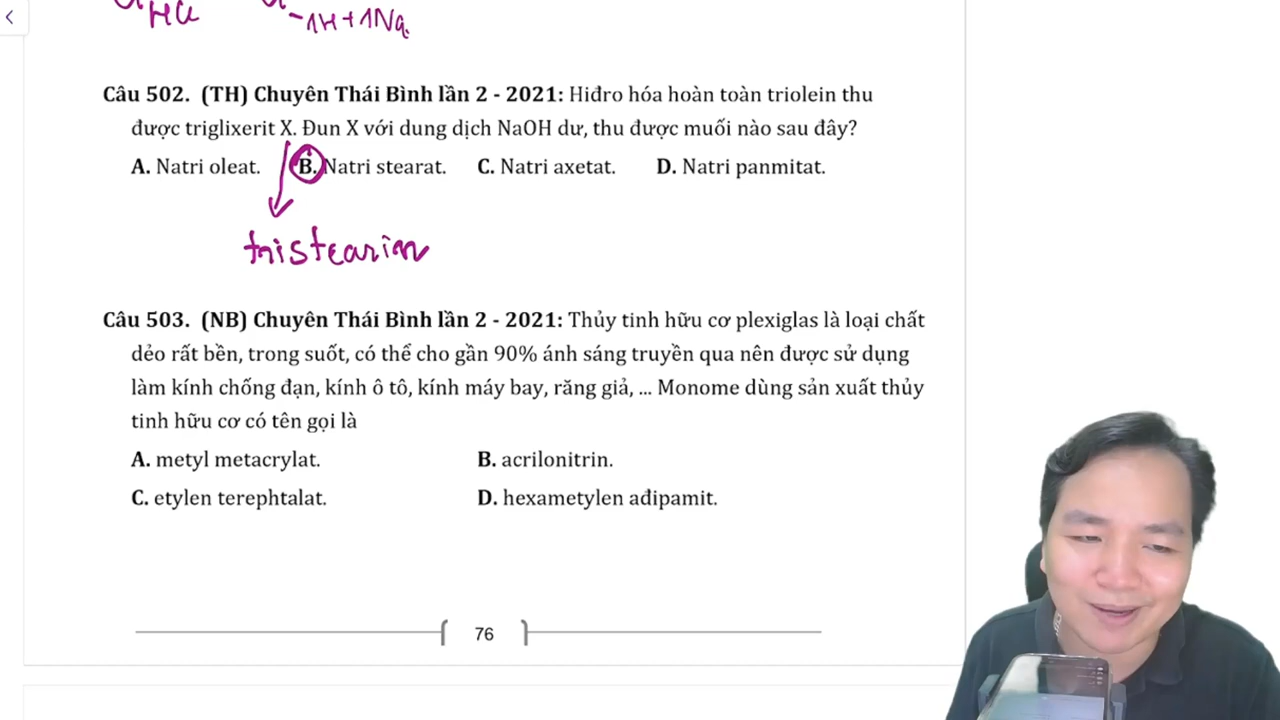 HCl
-1H+1Na
Câu 502. (TH) Chuyên Thái Bình lần 2 - 2021: Hiđro hóa hoàn toàn triolein thu
được triglixerit X. Đun X với dung dịch NaOH dư, thu được muối nào sau đây?
A. Natri oleat. B. Natri stearat. C. Natri axetat. D. Natri panmitat.
tristearin
Câu 503. (NB) Chuyên Thái Bình lần 2 - 2021: Thủy tinh hữu cơ plexiglas là loại chất
dẻo rất bền, trong suốt, có thể cho gần 90% ánh sáng truyền qua nên được sử dụng
làm kính chống đạn, kính ô tô, kính máy bay, răng giả, ... Monome dùng sản xuất thủy
tinh hữu cơ có tên gọi là
A. metyl metacrylat. B. acrilonitrin.
C. etylen terephtalat. D. hexametylen ađipamit.
76